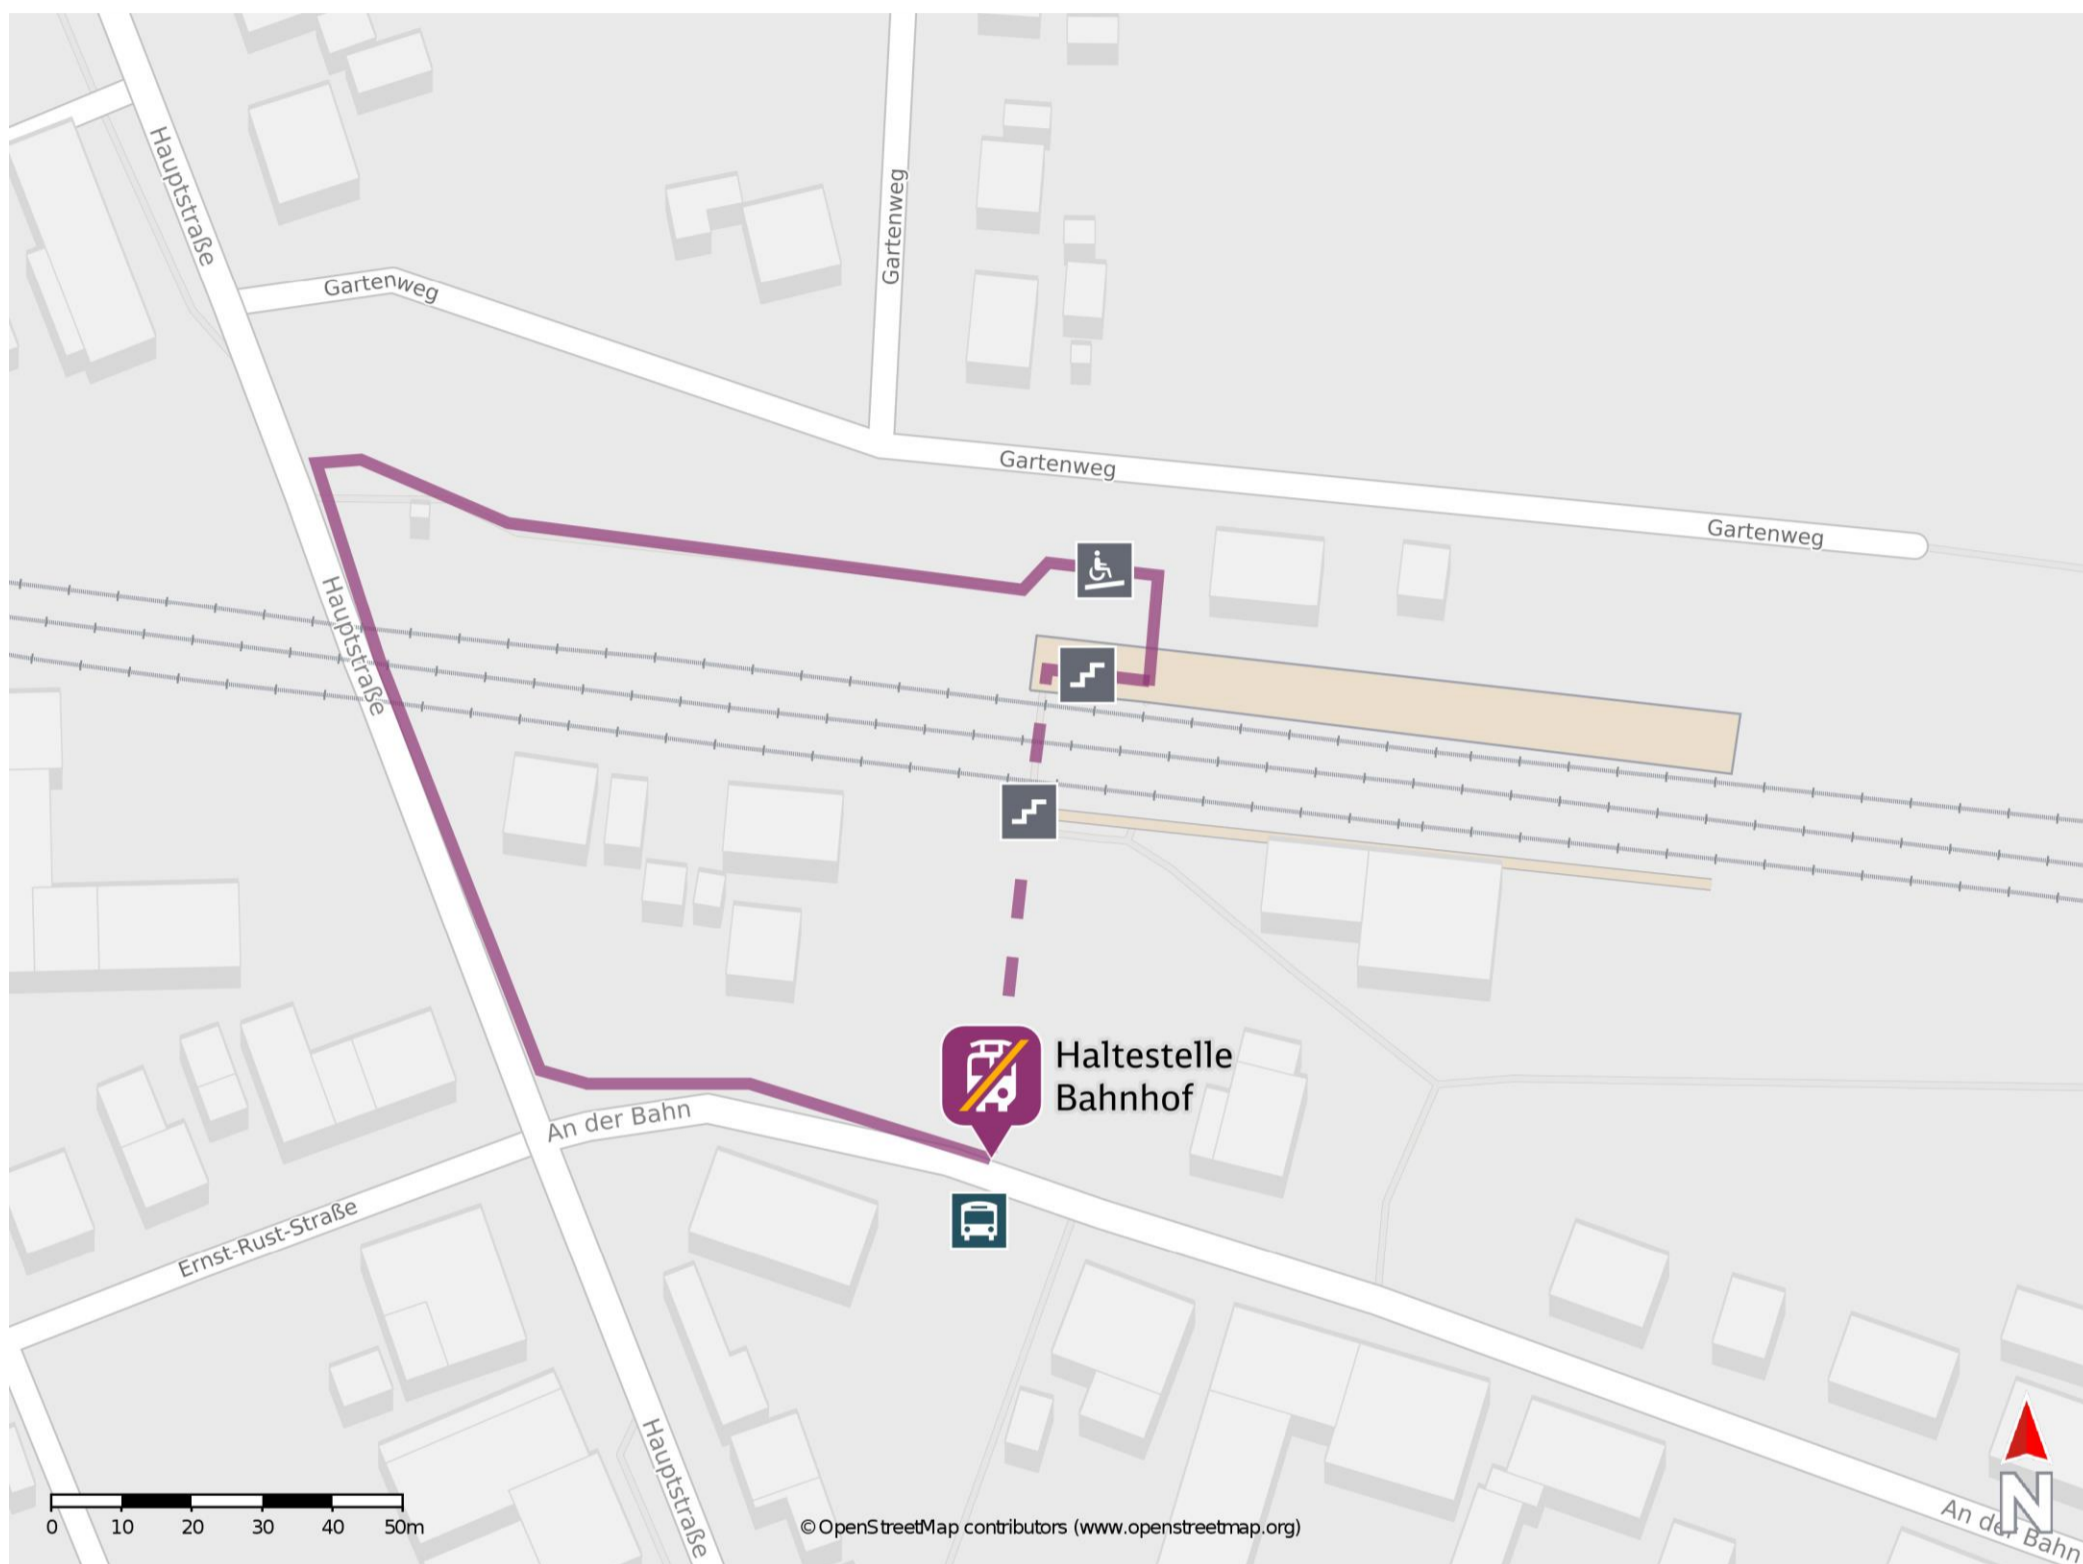 Hauptstraße
Gartenweg
Gartenweg
Gartenweg
Gartenweg
Hauptstraße
Haltestelle
Bahnhof
An der Bahn
Ernst-Rust-Straße
Hauptstraße
An der Bahn
N
0 10 20 30 40 50m
© OpenStreetMap contributors (www.openstreetmap.org)